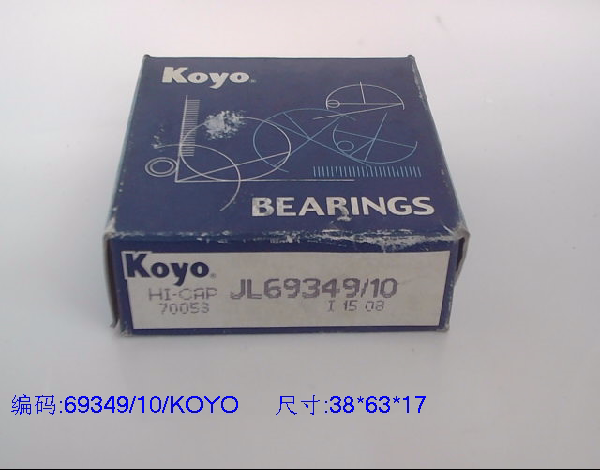 Koyo®
BEARINGS
Koyo®
HI-CAP JL69349/10
70053 I 15 08
编码:69349/10/KOYO 尺寸:38*63*17